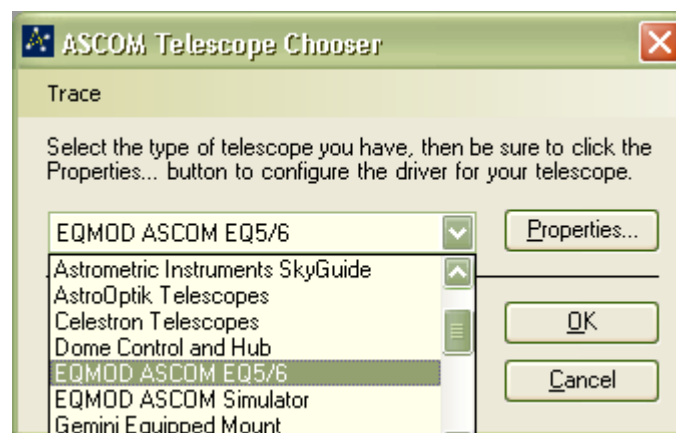 ASCOM Telescope Chooser
Trace
Select the type of telescope you have, then be sure to click the
Properties... button to configure the driver for your telescope.
EQMOD ASCOM EQ5/6
Properties...
Astrometric Instruments SkyGuide
AstroOptik Telescopes
Celestron Telescopes
Dome Control and Hub
EQMOD ASCOM EQ5/6
EQMOD ASCOM Simulator
Gemini Equipped Mount
OK
Cancel